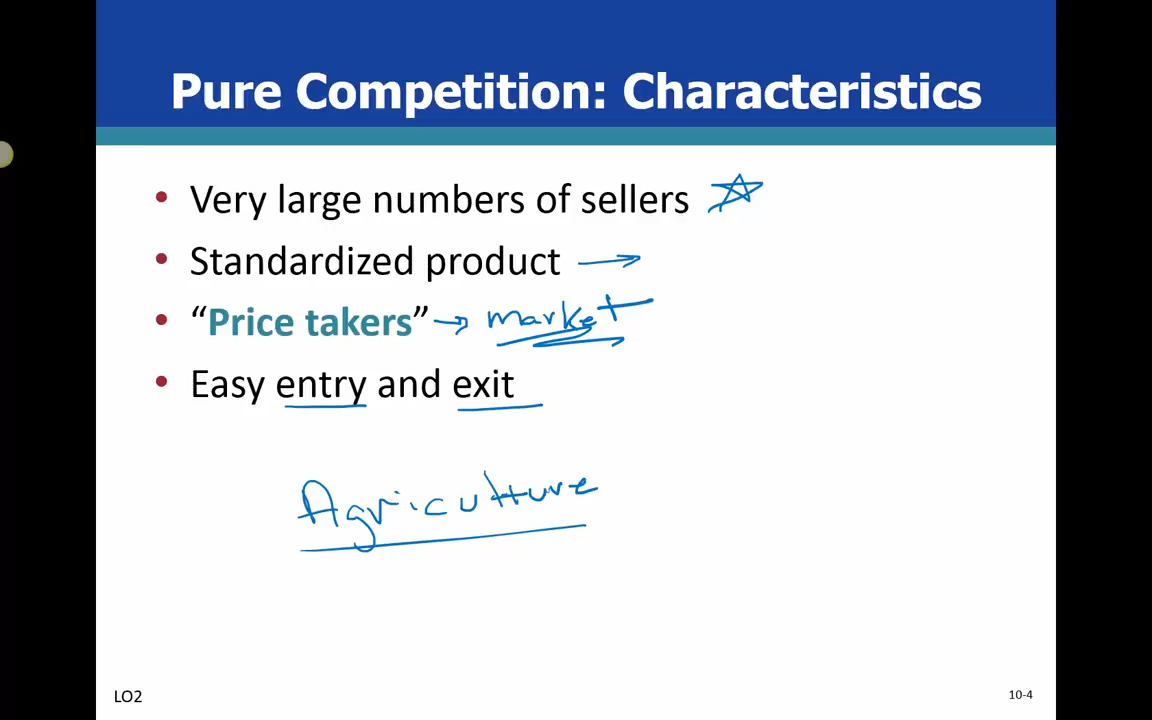 Pure Competition: Characteristics
• Very large numbers of sellers
• Standardized product →
• “Price takers” → market
• Easy entry and exit
Agriculture
LO2
10-4